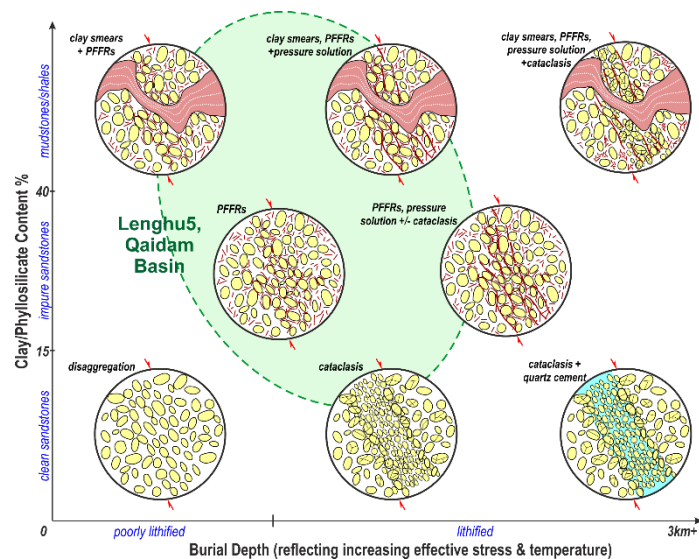 clay smears
+ PFFRs
clay smears, PFFRs
+pressure solution
clay smears, PFFRs,
pressure solution
+cataclasis
mudstones/shales
40
Clay/Phyllosilicate Content %
impure sandstones
Lenghu5,
Qaidam
Basin
PFFRs
PFFRs, pressure
solution +/- cataclasis
15
disaggregation
cataclasis
cataclasis +
quartz cement
clean sandstones
0
poorly lithified
lithified
3km+
Burial Depth (reflecting increasing effective stress & temperature)